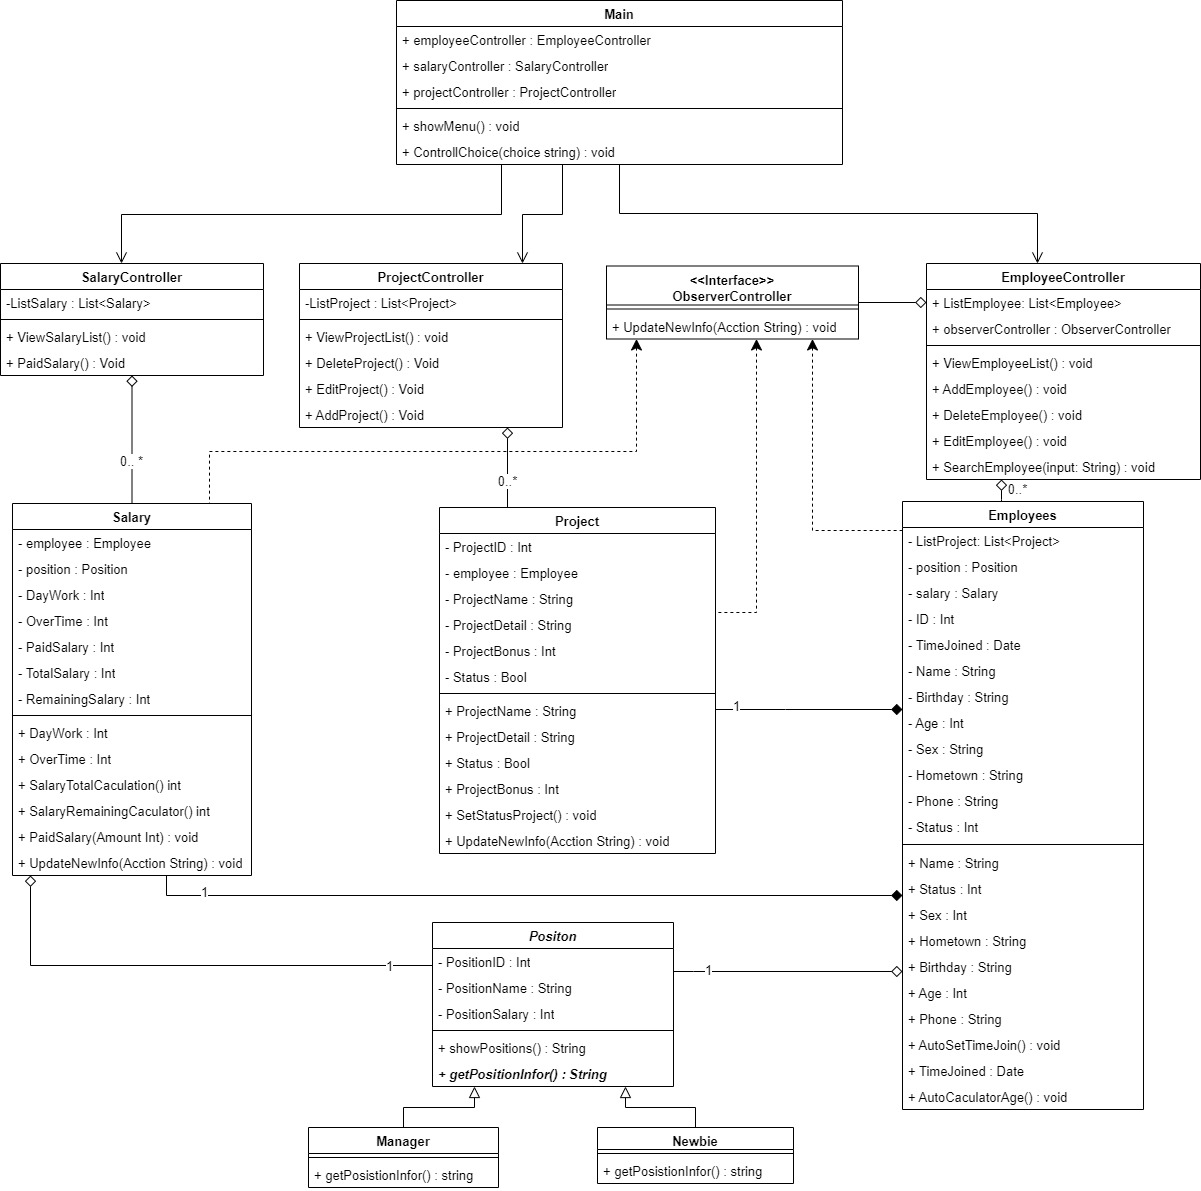 Main
+ employeeController : EmployeeController
+ salaryController : SalaryController
+ projectController : ProjectController
+ showMenu() : void
+ ControllChoice(choice string) : void
SalaryController
-ListSalary : List<Salary>
+ ViewSalaryList() : void
+ PaidSalary() : Void
ProjectController
-ListProject : List<Project>
+ ViewProjectList() : void
+ DeleteProject() : Void
+ EditProject() : Void
+ AddProject() : Void
<<Interface>>
ObserverController
+ UpdateNewInfo(Acction String) : void
EmployeeController
+ ListEmployee: List<Employee>
+ observerController : ObserverController
+ ViewEmployeeList() : void
+ AddEmployee() : void
+ DeleteEmployee() : void
+ EditEmployee() : void
+ SearchEmployee(input: String) : void
0.. *
0..*
0..*
Salary
- employee : Employee
- position : Position
- DayWork : Int
- OverTime : Int
- PaidSalary : Int
- TotalSalary : Int
- RemainingSalary : Int
+ DayWork : Int
+ OverTime : Int
+ SalaryTotalCaculation() int
+ SalaryRemainingCaculator() int
+ PaidSalary(Amount Int) : void
+ UpdateNewInfo(Acction String) : void
Project
- ProjectID : Int
- employee : Employee
- ProjectName : String
- ProjectDetail : String
- ProjectBonus : Int
- Status : Bool
+ ProjectName : String
+ ProjectDetail : String
+ Status : Bool
+ ProjectBonus : Int
+ SetStatusProject() : void
+ UpdateNewInfo(Acction String) : void
Employees
- ListProject: List<Project>
- position : Position
- salary : Salary
- ID : Int
- TimeJoined : Date
- Name : String
- Birthday : String
- Age : Int
- Sex : String
- Hometown : String
- Phone : String
- Status : Int
+ Name : String
+ Status : Int
+ Sex : Int
+ Hometown : String
+ Birthday : String
+ Age : Int
+ Phone : String
+ AutoSetTimeJoin() : void
+ TimeJoined : Date
+ AutoCaculatorAge() : void
1
1
1
1
Positon
- PositionID : Int
- PositionName : String
- PositionSalary : Int
+ showPositions() : String
+ getPositionInfor() : String
Manager
+ getPosistionInfor() : string
Newbie
+ getPosistionInfor() : string